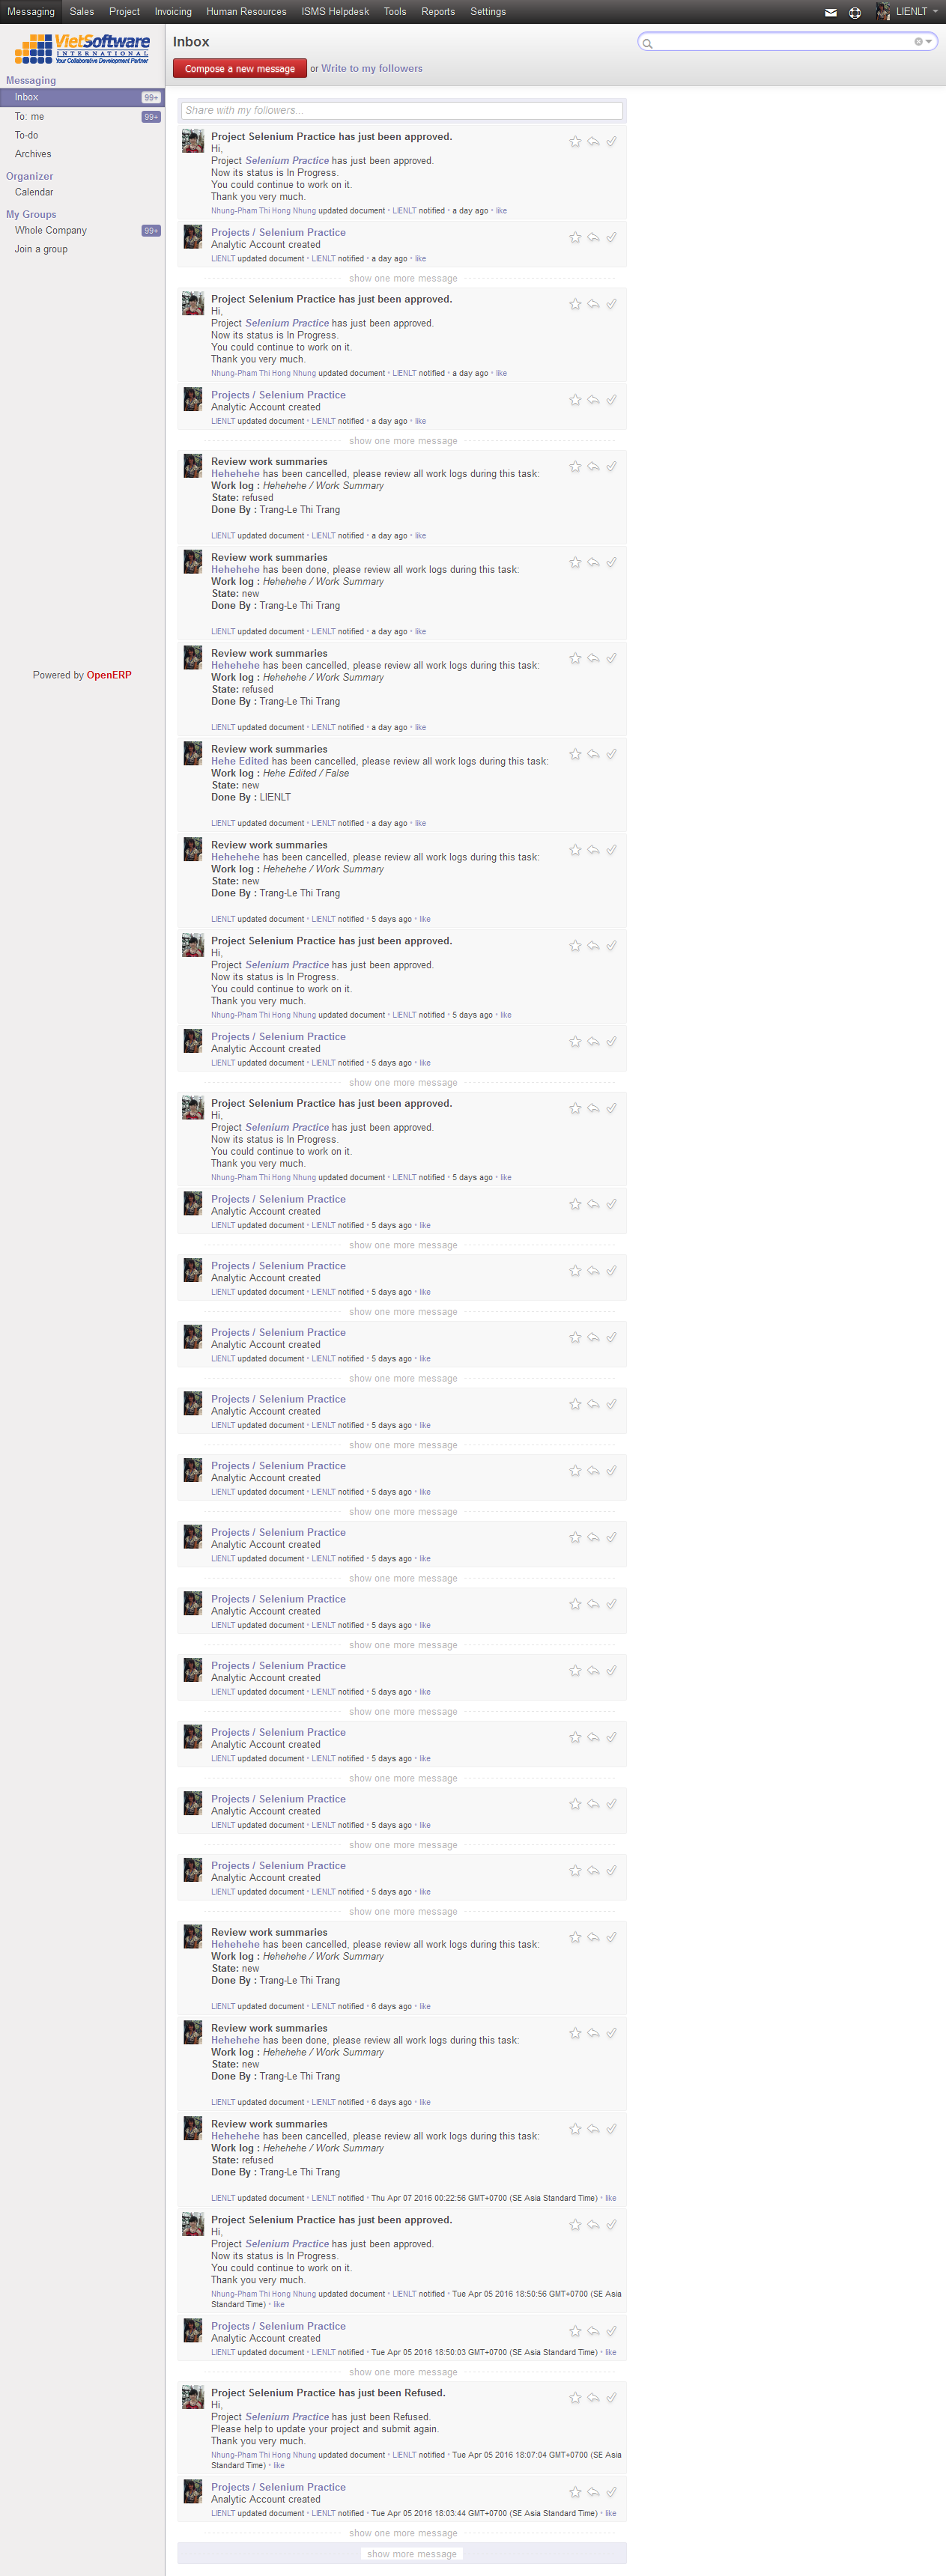 Messaging Sales Project Invoicing Human Resources ISMS Helpdesk Tools Reports Settings LIENLT
VietSoftware
INTERNATIONAL
Your Collaborative Development Partner
Messaging
Inbox 99+
To: me 99+
To-do
Archives
Organizer
Calendar
My Groups
Whole Company 99+
Join a group
Powered by OpenERP
Inbox
Compose a new message or Write to my followers
Share with my followers...
Project Selenium Practice has just been approved.
Hi,
Project Selenium Practice has just been approved.
Now its status is In Progress.
You could continue to work on it.
Thank you very much.
Nhung-Pham Thi Hong Nhung updated document • LIENLT notified • a day ago • like
Projects / Selenium Practice
Analytic Account created
LIENLT updated document • LIENLT notified • a day ago • like
show one more message
Project Selenium Practice has just been approved.
Hi,
Project Selenium Practice has just been approved.
Now its status is In Progress.
You could continue to work on it.
Thank you very much.
Nhung-Pham Thi Hong Nhung updated document • LIENLT notified • a day ago • like
Projects / Selenium Practice
Analytic Account created
LIENLT updated document • LIENLT notified • a day ago • like
show one more message
Review work summaries
Hehehehe has been cancelled, please review all work logs during this task:
Work log : Hehehehe / Work Summary
State: refused
Done By : Trang-Le Thi Trang
LIENLT updated document • LIENLT notified • a day ago • like
Review work summaries
Hehehehe has been done, please review all work logs during this task:
Work log : Hehehehe / Work Summary
State: new
Done By : Trang-Le Thi Trang
LIENLT updated document • LIENLT notified • a day ago • like
Review work summaries
Hehehehe has been cancelled, please review all work logs during this task:
Work log : Hehehehe / Work Summary
State: refused
Done By : Trang-Le Thi Trang
LIENLT updated document • LIENLT notified • a day ago • like
Review work summaries
Hehe Edited has been cancelled, please review all work logs during this task:
Work log : Hehe Edited / False
State: new
Done By : LIENLT
LIENLT updated document • LIENLT notified • a day ago • like
Review work summaries
Hehehehe has been cancelled, please review all work logs during this task:
Work log : Hehehehe / Work Summary
State: new
Done By : Trang-Le Thi Trang
LIENLT updated document • LIENLT notified • 5 days ago • like
Project Selenium Practice has just been approved.
Hi,
Project Selenium Practice has just been approved.
Now its status is In Progress.
You could continue to work on it.
Thank you very much.
Nhung-Pham Thi Hong Nhung updated document • LIENLT notified • 5 days ago • like
Projects / Selenium Practice
Analytic Account created
LIENLT updated document • LIENLT notified • 5 days ago • like
show one more message
Project Selenium Practice has just been approved.
Hi,
Project Selenium Practice has just been approved.
Now its status is In Progress.
You could continue to work on it.
Thank you very much.
Nhung-Pham Thi Hong Nhung updated document • LIENLT notified • 5 days ago • like
Projects / Selenium Practice
Analytic Account created
LIENLT updated document • LIENLT notified • 5 days ago • like
show one more message
Projects / Selenium Practice
Analytic Account created
LIENLT updated document • LIENLT notified • 5 days ago • like
show one more message
Projects / Selenium Practice
Analytic Account created
LIENLT updated document • LIENLT notified • 5 days ago • like
show one more message
Projects / Selenium Practice
Analytic Account created
LIENLT updated document • LIENLT notified • 5 days ago • like
show one more message
Projects / Selenium Practice
Analytic Account created
LIENLT updated document • LIENLT notified • 5 days ago • like
show one more message
Projects / Selenium Practice
Analytic Account created
LIENLT updated document • LIENLT notified • 5 days ago • like
show one more message
Projects / Selenium Practice
Analytic Account created
LIENLT updated document • LIENLT notified • 5 days ago • like
show one more message
Projects / Selenium Practice
Analytic Account created
LIENLT updated document • LIENLT notified • 5 days ago • like
show one more message
Projects / Selenium Practice
Analytic Account created
LIENLT updated document • LIENLT notified • 5 days ago • like
show one more message
Projects / Selenium Practice
Analytic Account created
LIENLT updated document • LIENLT notified • 5 days ago • like
show one more message
Projects / Selenium Practice
Analytic Account created
LIENLT updated document • LIENLT notified • 5 days ago • like
show one more message
Review work summaries
Hehehehe has been cancelled, please review all work logs during this task:
Work log : Hehehehe / Work Summary
State: new
Done By : Trang-Le Thi Trang
LIENLT updated document • LIENLT notified • 6 days ago • like
Review work summaries
Hehehehe has been done, please review all work logs during this task:
Work log : Hehehehe / Work Summary
State: new
Done By : Trang-Le Thi Trang
LIENLT updated document • LIENLT notified • 6 days ago • like
Review work summaries
Hehehehe has been cancelled, please review all work logs during this task:
Work log : Hehehehe / Work Summary
State: refused
Done By : Trang-Le Thi Trang
LIENLT updated document • LIENLT notified • Thu Apr 07 2016 00:22:56 GMT+0700 (SE Asia Standard Time) • like
Project Selenium Practice has just been approved.
Hi,
Project Selenium Practice has just been approved.
Now its status is In Progress.
You could continue to work on it.
Thank you very much.
Nhung-Pham Thi Hong Nhung updated document • LIENLT notified • Tue Apr 05 2016 18:50:56 GMT+0700 (SE Asia
Standard Time) • like
Projects / Selenium Practice
Analytic Account created
LIENLT updated document • LIENLT notified • Tue Apr 05 2016 18:50:03 GMT+0700 (SE Asia Standard Time) • like
show one more message
Project Selenium Practice has just been Refused.
Hi,
Project Selenium Practice has just been Refused.
Please help to update your project and submit again.
Thank you very much.
Nhung-Pham Thi Hong Nhung updated document • LIENLT notified • Tue Apr 05 2016 18:07:04 GMT+0700 (SE Asia
Standard Time) • like
Projects / Selenium Practice
Analytic Account created
LIENLT updated document • LIENLT notified • Tue Apr 05 2016 18:03:44 GMT+0700 (SE Asia Standard Time) • like
show one more message
show more message